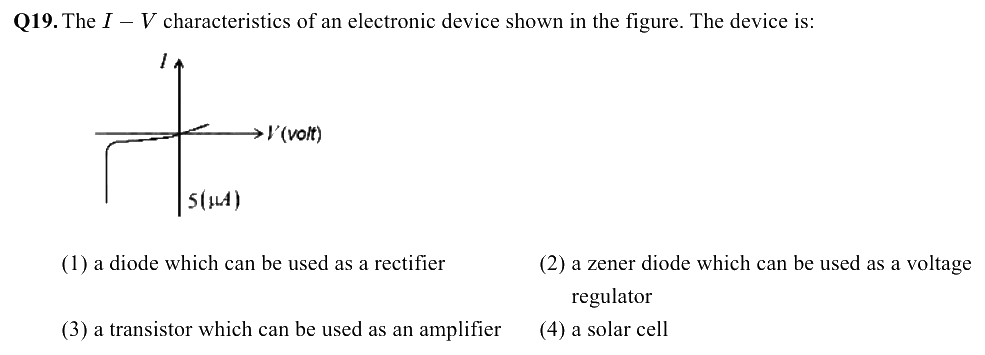 Q19. The I – V characteristics of an electronic device shown in the figure. The device is:
I
V(volt)
5(μA)
(1) a diode which can be used as a rectifier
(2) a zener diode which can be used as a voltage
regulator
(3) a transistor which can be used as an amplifier
(4) a solar cell